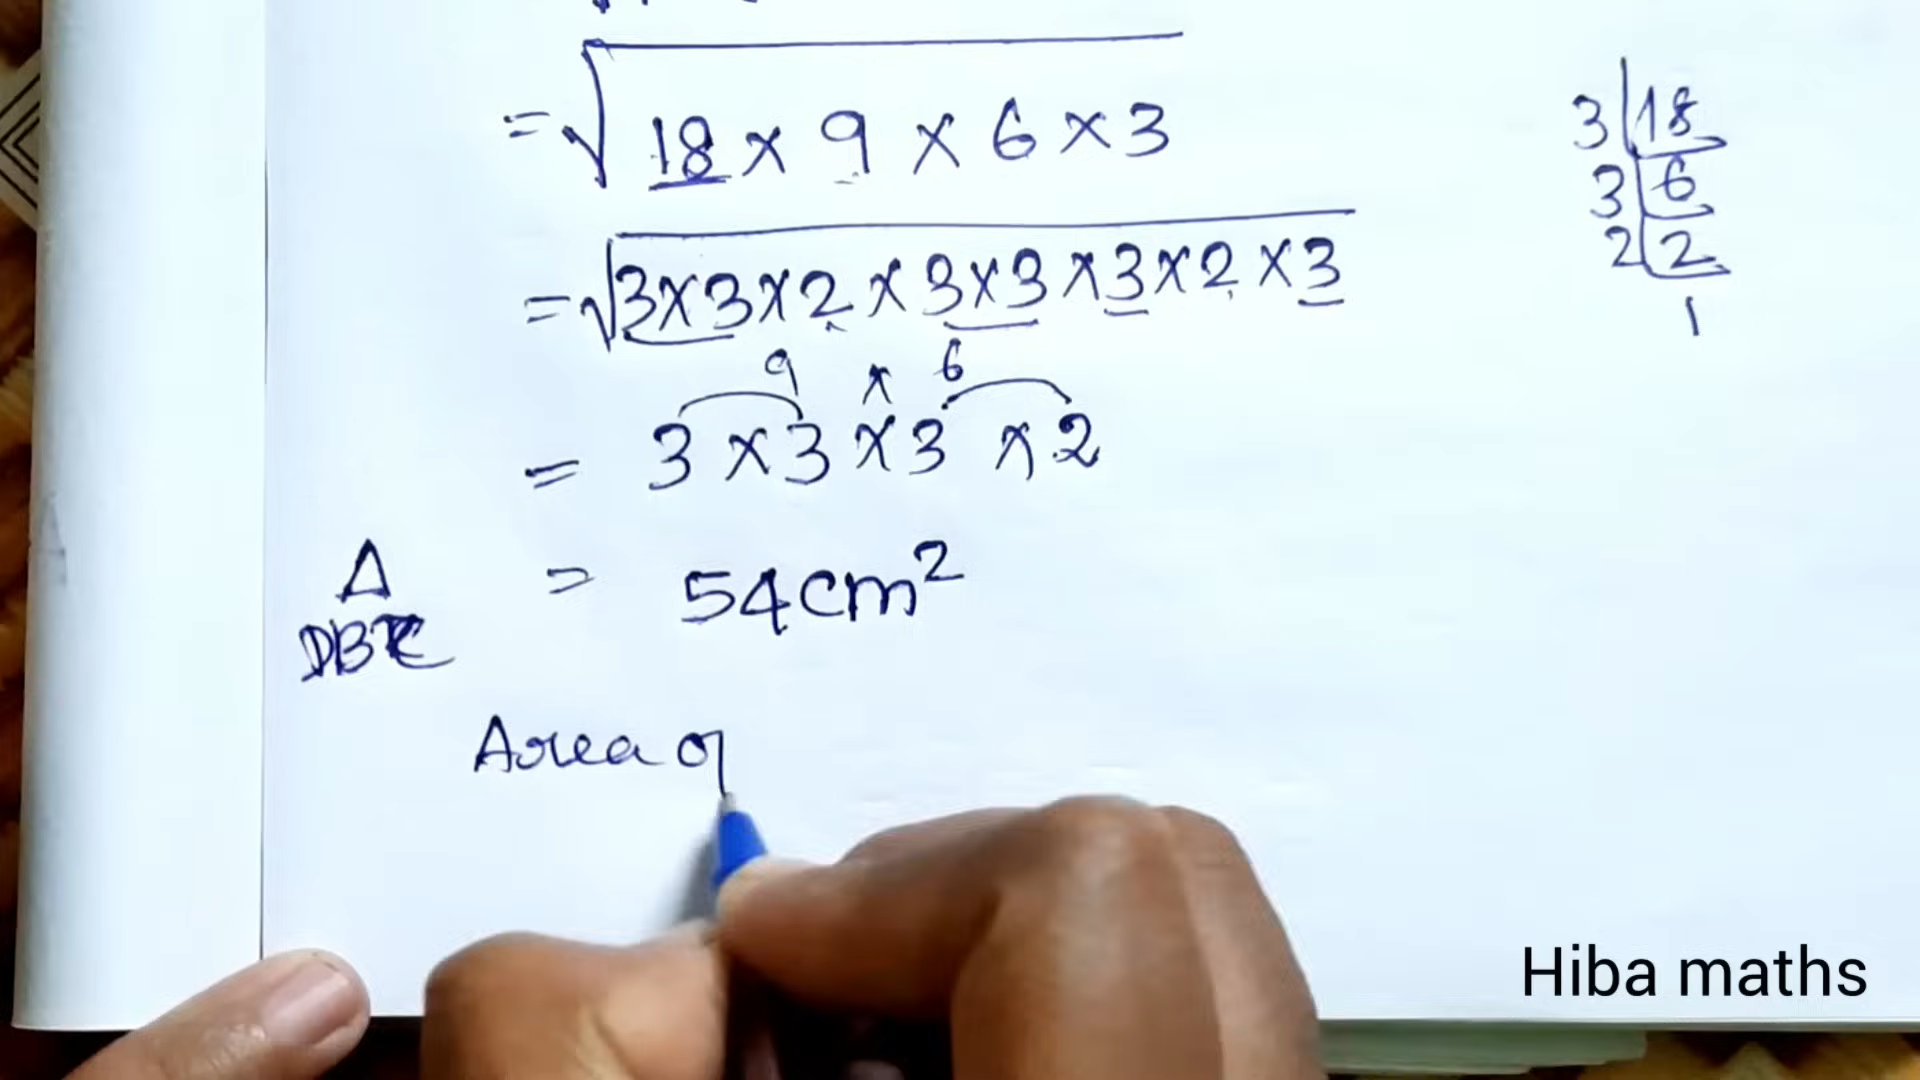 = √18 × 9 × 6 × 3
3 | 18
3 | 6
2 | 2
1
= √3×3×2×3×3×3×2×3
9 × 6
= 3 × 3 × 3 × 2
Δ = 54cm²
DBC
Area of
Hiba maths